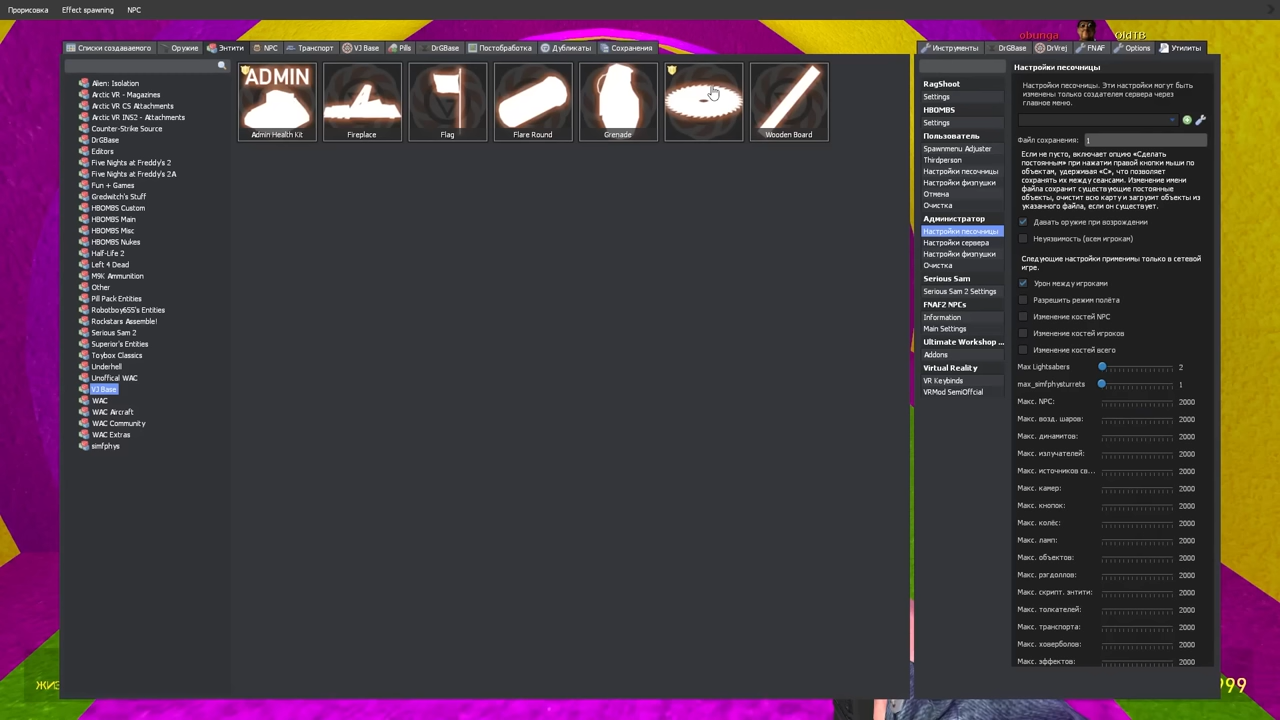 Прорисовка Effect spawning NPC
obunga OldTB
Списки создаваемого Оружие Энтити NPC Транспорт VJ Base Pills DrGBase Постобработка Дубликаты Сохранения
Alien: Isolation
Arctic VR - Magazines
Arctic VR CS Attachments
Arctic VR INS2 - Attachments
Counter-Strike Source
DrGBase
Editors
Five Nights at Freddy's 2
Five Nights at Freddy's 2A
Fun + Games
Gredwitch's Stuff
HBOMBS Custom
HBOMBS Main
HBOMBS Misc
HBOMBS Nukes
Half-Life 2
Left 4 Dead
M9K Ammunition
Other
Pill Pack Entities
Robotboy655's Entities
Rockstars Assemble!
Serious Sam 2
Superior's Entities
Toybox Classics
Underhell
Unoffical WAC
VJ Base
WAC
WAC Aircraft
WAC Community
WAC Extras
simfphys
ADMIN
Admin Health Kit
Fireplace
Flag
Flare Round
Grenade
Wooden Board
Инструменты DrGBase DrVrej FNAF Options Утилиты
RagShoot
Settings
HBOMBS
Settings
Пользователь
Spawnmenu Adjuster
Thirdperson
Настройки песочницы
Настройки физпушки
Отмена
Очистка
Администратор
Настройки песочницы
Настройки сервера
Настройки физпушки
Очистка
Serious Sam
Serious Sam 2 Settings
FNAF2 NPCs
Information
Main Settings
Ultimate Workshop ...
Addons
Virtual Reality
VR Keybinds
VRMod SemiOffcial
Настройки песочницы
Настройки песочницы. Эти настройки могут быть
изменены только создателем сервера через
главное меню.
Файл сохранения: 1
Если не пусто, включает опцию «Сделать
постоянным» при нажатии правой кнопки мыши по
объектам, удерживая «C», что позволяет
сохранять их между сеансами. Изменение имени
файла сохранит существующие постоянные
объекты, очистит всю карту и загрузит объекты из
указанного файла, если он существует.
Давать оружие при возрождении
Неуязвимость (всем игрокам)
Следующие настройки применимы только в сетевой
игре.
Урон между игроками
Разрешить режим полёта
Изменение костей NPC
Изменение костей игроков
Изменение костей всего
Max Lightsabers 2
max_simfphysturrets 1
Макс. NPC: 2000
Макс. возд. шаров: 2000
Макс. динамитов: 2000
Макс. излучателей: 2000
Макс. источников св... 2000
Макс. камер: 2000
Макс. кнопок: 2000
Макс. колёс: 2000
Макс. ламп: 2000
Макс. объектов: 2000
Макс. рэгдоллов: 2000
Макс. скрипт. энтити: 2000
Макс. толкателей: 2000
Макс. транспорта: 2000
Макс. ховерболов: 2000
Макс. эффектов: 2000